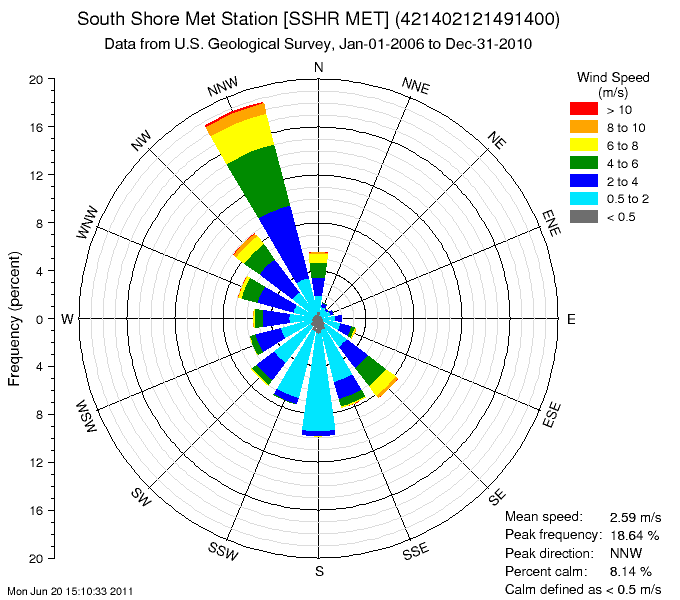 South Shore Met Station [SSHR MET] (421402121491400)
Data from U.S. Geological Survey, Jan-01-2006 to Dec-31-2010
Wind Speed
(m/s)
> 10
8 to 10
6 to 8
4 to 6
2 to 4
0.5 to 2
< 0.5
Frequency (percent)
20
16
12
8
4
0
4
8
12
16
20
N
NNE
NE
ENE
E
ESE
SE
SSE
S
SSW
SW
WSW
W
WNW
NW
NNW
Mean speed: 2.59 m/s
Peak frequency: 18.64 %
Peak direction: NNW
Percent calm: 8.14 %
Calm defined as < 0.5 m/s
Mon Jun 20 15:10:33 2011